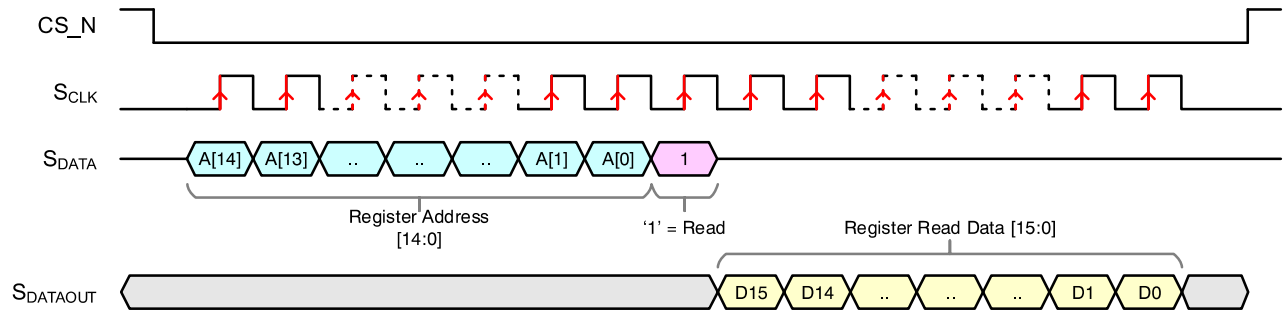 CS_N
SCLK
SDATA
A[14] A[13] .. .. .. A[1] A[0] 1
Register Address
[14:0]
‘1’ = Read
Register Read Data [15:0]
SDATAOUT
D15 D14 .. .. .. D1 D0